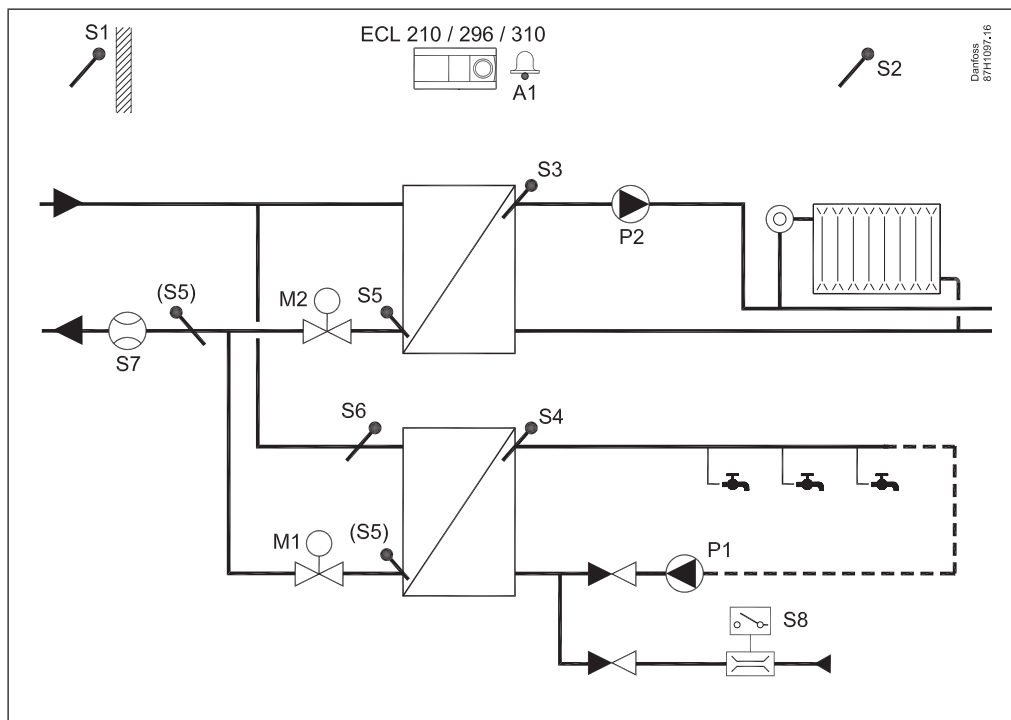 S1
ECL 210 / 296 / 310
A1
S2
Danfoss
87H1097.16
S3
P2
(S5)
M2
S5
S7
S6
S4
M1
(S5)
P1
S8